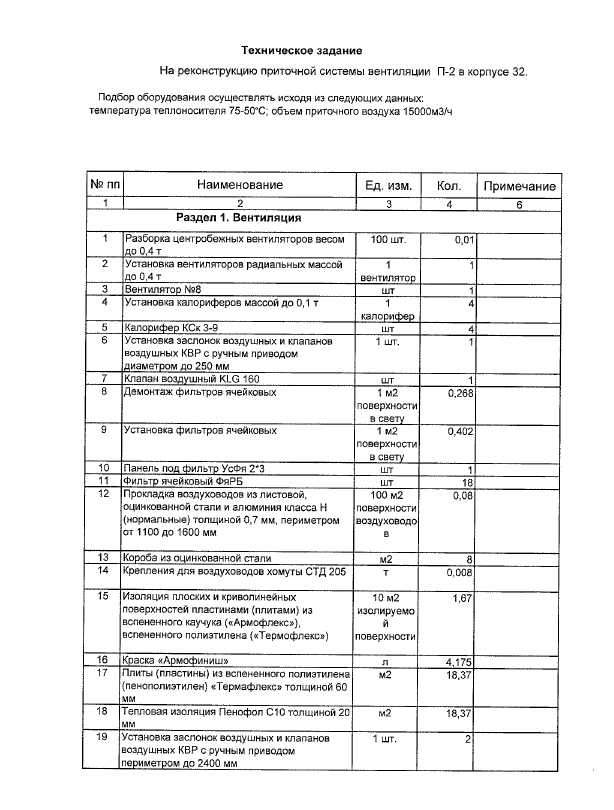 Техническое задание
На реконструкцию приточной системы вентиляции П-2 в корпусе 32.
Подбор оборудования осуществлять исходя из следующих данных:
температура теплоносителя 75-50°С; объем приточного воздуха 15000м3/ч
№ пп Наименование Ед. изм. Кол. Примечание
1 2 3 4 6
Раздел 1. Вентиляция
1 Разборка центробежных вентиляторов весом 100 шт. 0,01
до 0,4 т
2 Установка вентиляторов радиальных массой 1 1
до 0,4 т вентилятор
3 Вентилятор №8 шт 1
4 Установка калориферов массой до 0,1 т 1 4
калорифер
5 Калорифер КСк 3-9 шт 4
6 Установка заслонок воздушных и клапанов 1 шт. 1
воздушных КВР с ручным приводом
диаметром до 250 мм
7 Клапан воздушный KLG 160 шт 1
8 Демонтаж фильтров ячейковых 1 м2 0,268
поверхности
в свету
9 Установка фильтров ячейковых 1 м2 0,402
поверхности
в свету
10 Панель под фильтр УсФя 2*3 шт 1
11 Фильтр ячейковый ФяРБ шт 18
12 Прокладка воздуховодов из листовой, 100 м2 0,08
оцинкованной стали и алюминия класса Н поверхности
(нормальные) толщиной 0,7 мм, периметром воздуховодо
от 1100 до 1600 мм в
13 Короба из оцинкованной стали м2 8
14 Крепления для воздуховодов хомуты СТД 205 т 0,008
15 Изоляция плоских и криволинейных 10 м2 1,67
поверхностей пластинами (плитами) из изолируемо
вспененного каучука («Армофлекс»), й
вспененного полиэтилена («Термофлекс») поверхности
16 Краска «Армофиниш» л 4,175
17 Плиты (пластины) из вспененного полиэтилена м2 18,37
(пенополиэтилен) «Термафлекс» толщиной 60
мм
18 Тепловая изоляция Пенофол С10 толщиной 20 м2 18,37
мм
19 Установка заслонок воздушных и клапанов 1 шт. 2
воздушных КВР с ручным приводом
периметром до 2400 мм